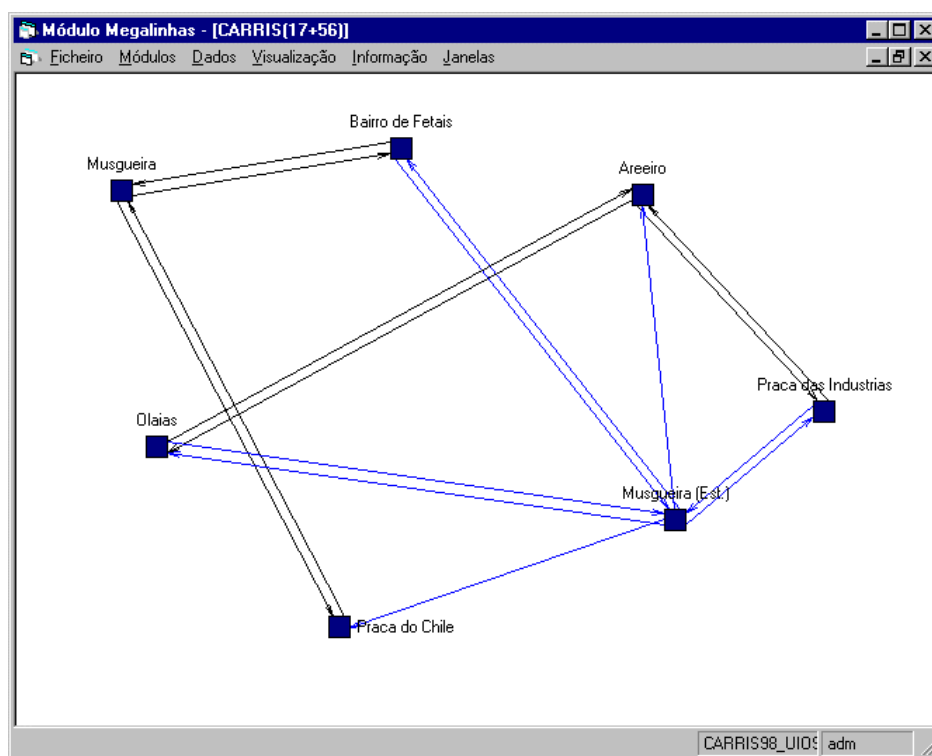 Módulo Megalinhas - [CARRIS(17+56)]
Ficheiro Módulos Dados Visualização Informação Janelas
Bairro de Fetais
Musgueira
Areeiro
Praca das Industrias
Olaias
Musgueira (Est.)
Praca do Chile
CARRIS98_UIOS adm